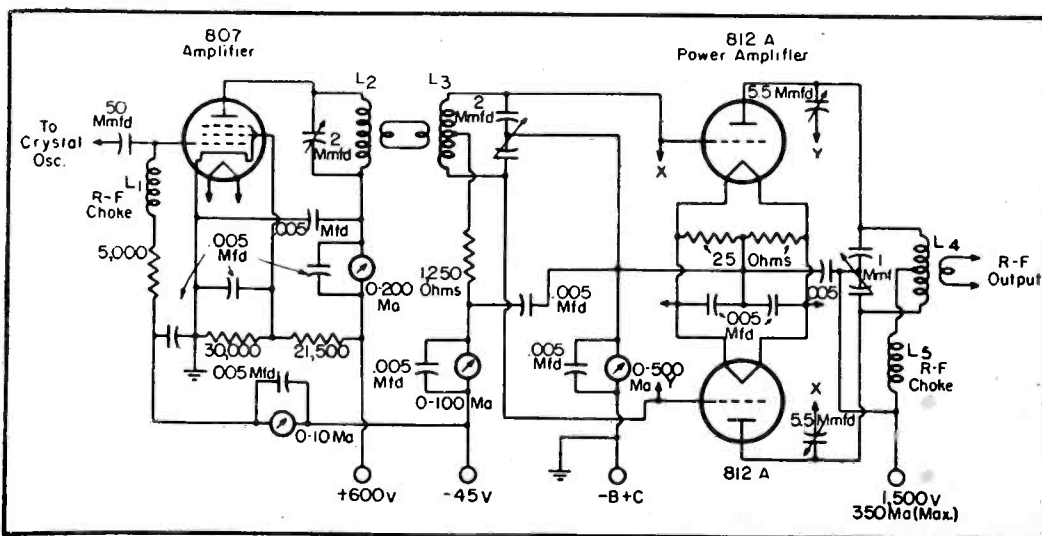 807
Amplifier
812 A
Power Amplifier
50
Mmfd
To
Crystal
Osc.
L1
R-F
Choke
5,000
.005
Mfd
30,000
21,500
.005 Mfd
0-10 Ma
2
Mmfd
L2
L3
.005
Mfd
0-200
Ma
+600v
2
Mmfd
1,250
Ohms
.005
Mfd
.005
Mfd
0-100 Ma
-45v
.005
Mfd
0-500
Ma
-B+C
X
Y
5.5 Mmfd
Y
25 Ohms
.005
Mfd
.005
X
5.5 Mmfd
812 A
1
Mmf
L4
R-F
Output
L5
R-F
Choke
1,500v
350 Ma(Max.)